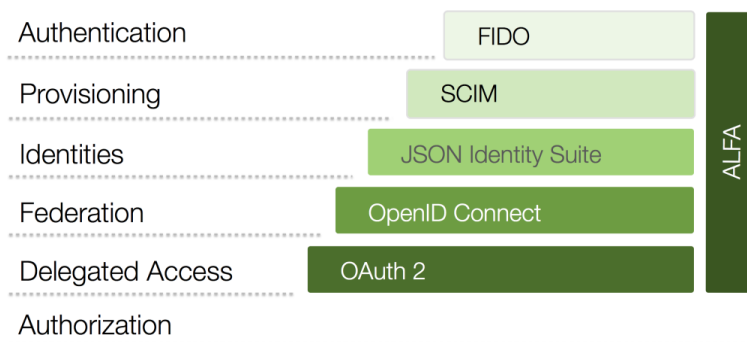 Authentication FIDO
Provisioning SCIM
Identities JSON Identity Suite
Federation OpenID Connect
Delegated Access OAuth 2
Authorization
ALFA